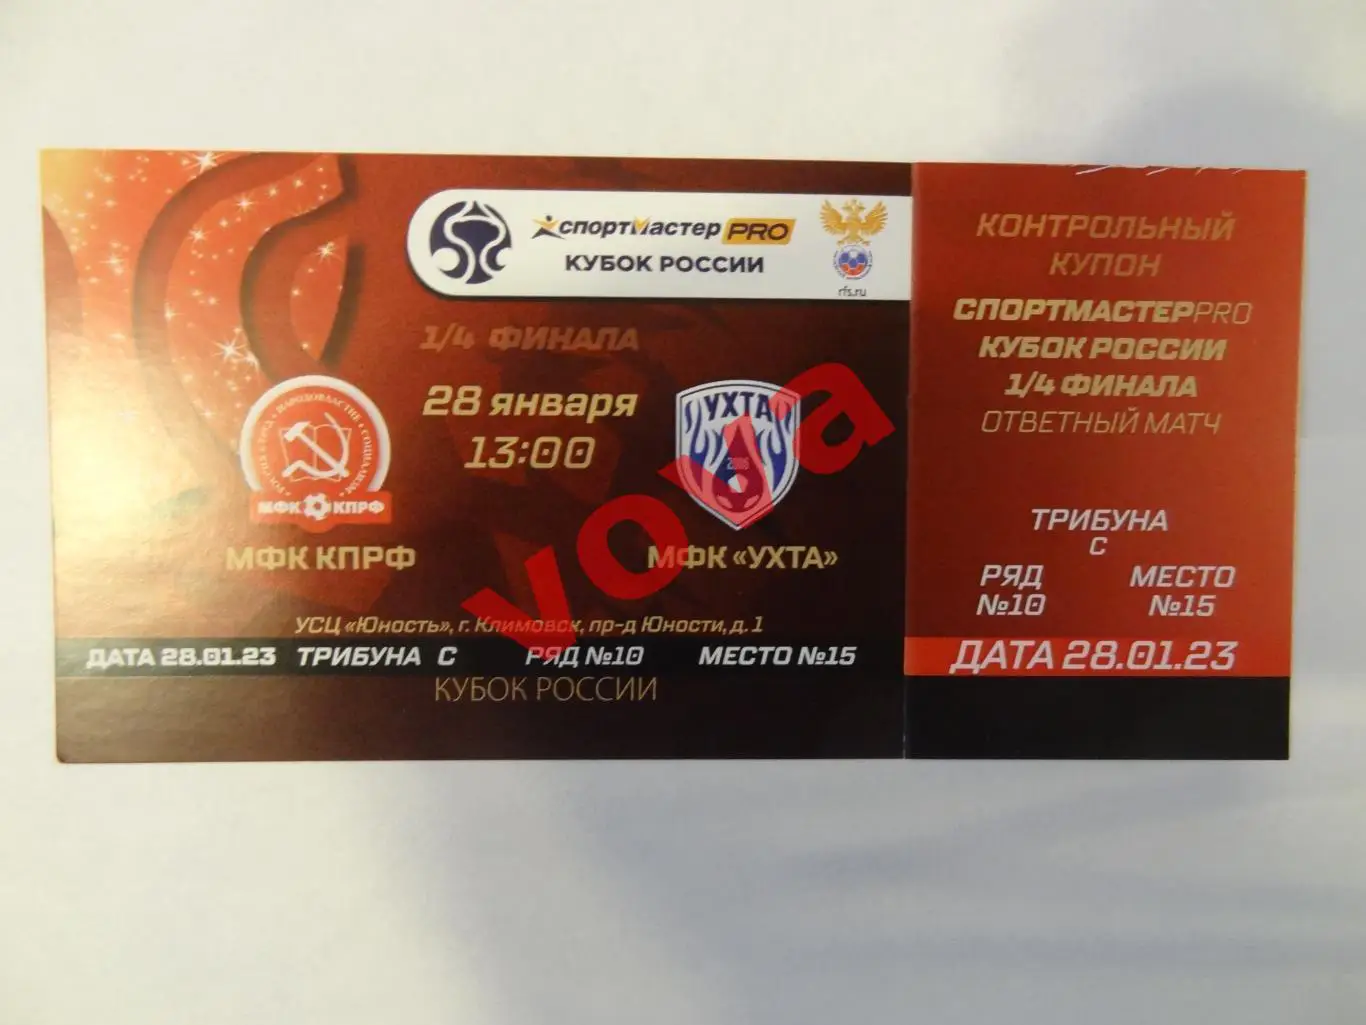 спортмастер PRO
КУБОК РОССИИ
rfs.ru
1/4 ФИНАЛА
28 января
13:00
НАРОДОВЛАСТИЕ СОЦИАЛИЗМ
МФК КПРФ
УХТА
2006
МФК КПРФ
МФК «УХТА»
УСЦ «Юность», г. Климовск, пр-д Юности, д. 1
ДАТА 28.01.23 ТРИБУНА С РЯД №10 МЕСТО №15
КУБОК РОССИИ
КОНТРОЛЬНЫЙ
КУПОН
СПОРТМАСТЕРPRO
КУБОК РОССИИ
1/4 ФИНАЛА
ОТВЕТНЫЙ МАТЧ
ТРИБУНА
С
РЯД МЕСТО
№10 №15
ДАТА 28.01.23
vova